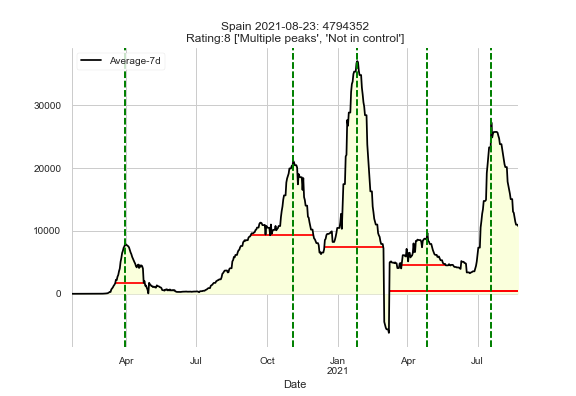 Spain 2021-08-23: 4794352
Rating:8 ['Multiple peaks', 'Not in control']
Average-7d
30000
20000
10000
0
Apr Jul Oct Jan Apr Jul
2021
Date